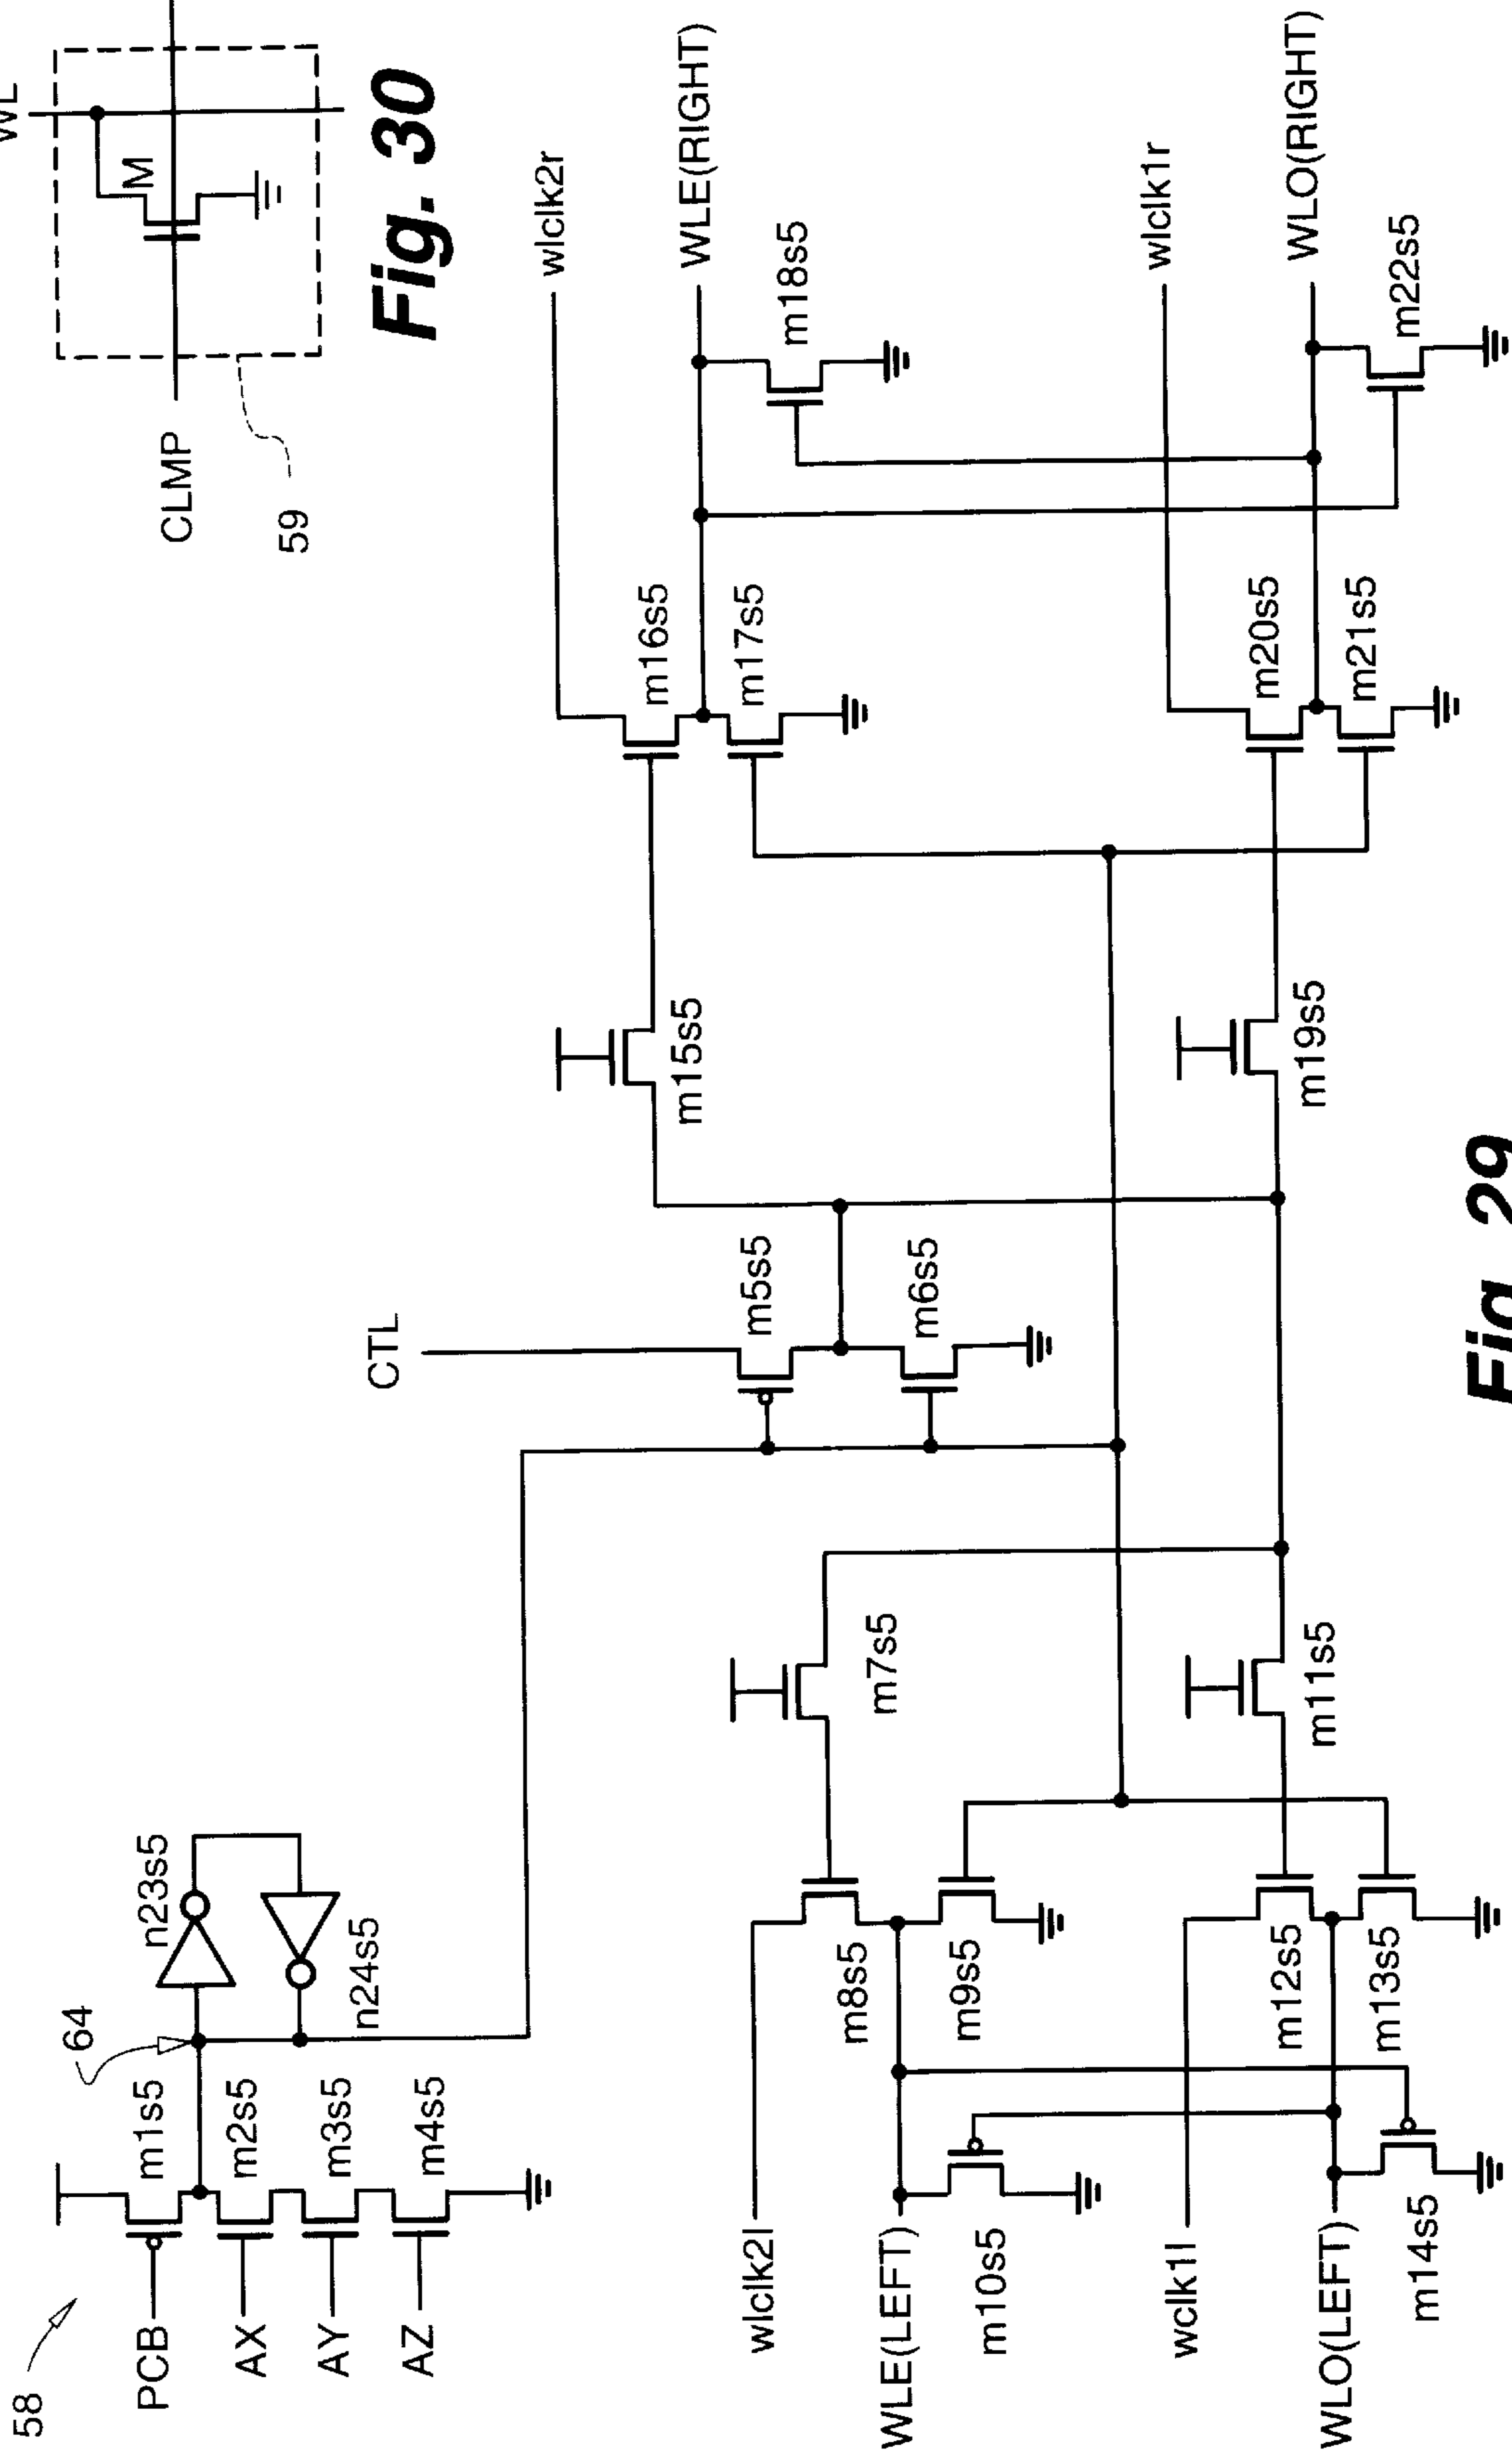 58
PCB
AX
AY
AZ
m1s5
m2s5
m3s5
m4s5
64
n23s5
n24s5
CTL
m5s5
m6s5
wlclk2l
WLE(LEFT)
m10s5
m8s5
m9s5
m7s5
wclk1l
WLO(LEFT)
m14s5
m12s5
m13s5
m11s5
m15s5
m19s5
m16s5
m17s5
m20s5
m21s5
wlclk2r
WLE(RIGHT)
m18s5
wlclk1r
WLO(RIGHT)
m22s5
Fig. 29
WL
M
CLMP
59
Fig. 30